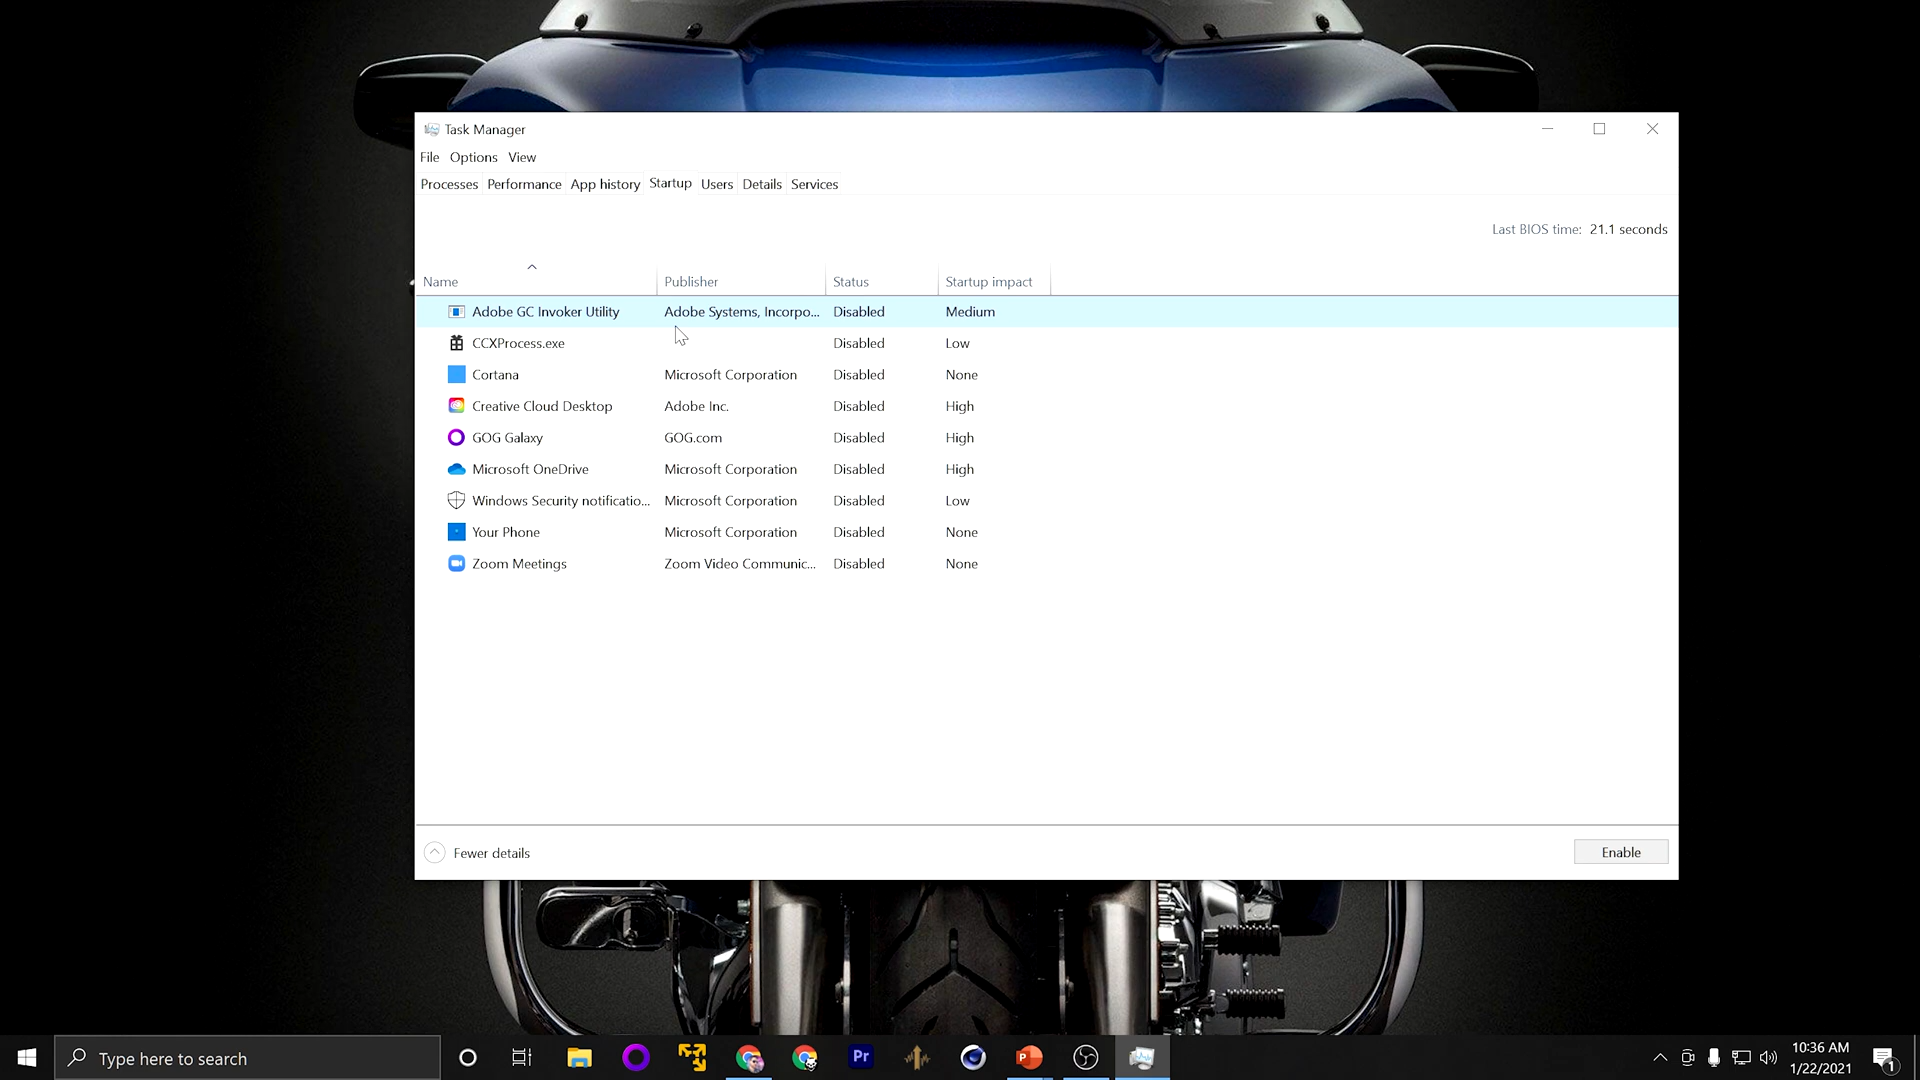 Task Manager
File Options View
Processes Performance App history Startup Users Details Services
Last BIOS time: 21.1 seconds
Name Publisher Status Startup impact
Adobe GC Invoker Utility Adobe Systems, Incorpo... Disabled Medium
CCXProcess.exe Disabled Low
Cortana Microsoft Corporation Disabled None
Creative Cloud Desktop Adobe Inc. Disabled High
GOG Galaxy GOG.com Disabled High
Microsoft OneDrive Microsoft Corporation Disabled High
Windows Security notificatio... Microsoft Corporation Disabled Low
Your Phone Microsoft Corporation Disabled None
Zoom Meetings Zoom Video Communic... Disabled None
Fewer details Enable
Type here to search Pr P 10:36 AM
1/22/2021 1